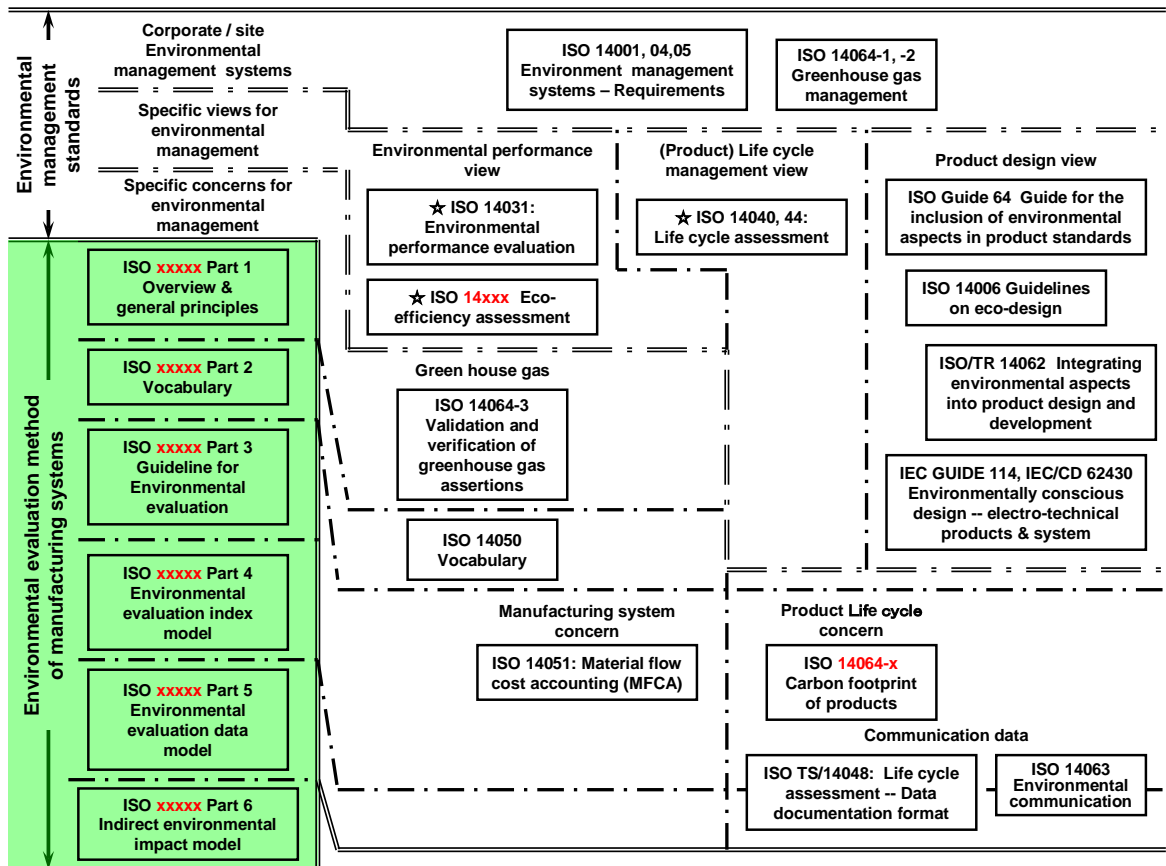 Environmental
management
standards
Environmental evaluation method
of manufacturing systems
Corporate / site
Environmental
management systems
Specific views for
environmental
management
Specific concerns for
environmental
management
ISO 14001, 04,05
Environment management
systems – Requirements
ISO 14064-1, -2
Greenhouse gas
management
Environmental performance
view
☆ ISO 14031:
Environmental
performance evaluation
☆ ISO 14xxx Eco-
efficiency assessment
(Product) Life cycle
management view
☆ ISO 14040, 44:
Life cycle assessment
Product design view
ISO Guide 64 Guide for the
inclusion of environmental
aspects in product standards
ISO 14006 Guidelines
on eco-design
ISO/TR 14062 Integrating
environmental aspects
into product design and
development
IEC GUIDE 114, IEC/CD 62430
Environmentally conscious
design -- electro-technical
products & system
ISO xxxxx Part 1
Overview &
general principles
ISO xxxxx Part 2
Vocabulary
ISO xxxxx Part 3
Guideline for
Environmental
evaluation
ISO xxxxx Part 4
Environmental
evaluation index
model
ISO xxxxx Part 5
Environmental
evaluation data
model
ISO xxxxx Part 6
Indirect environmental
impact model
Green house gas
ISO 14064-3
Validation and
verification of
greenhouse gas
assertions
ISO 14050
Vocabulary
Manufacturing system
concern
ISO 14051: Material flow
cost accounting (MFCA)
Product Life cycle
concern
ISO 14064-x
Carbon footprint
of products
Communication data
ISO TS/14048: Life cycle
assessment -- Data
documentation format
ISO 14063
Environmental
communication